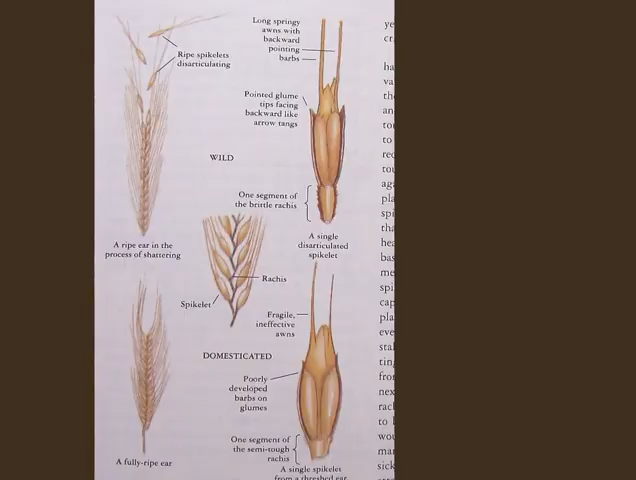 Ripe spikelets
disarticulating
Long springy
awns with
backward
pointing
barbs
Pointed glume
tips facing
backward like
arrow tangs
WILD
One segment of
the brittle rachis
A ripe ear in the
process of shattering
A single
disarticulated
spikelet
Rachis
Spikelet
Fragile,
ineffective
awns
DOMESTICATED
Poorly
developed
barbs on
glumes
One segment of
the semi-tough
rachis
A fully-ripe ear
A single spikelet
from a threshed ear